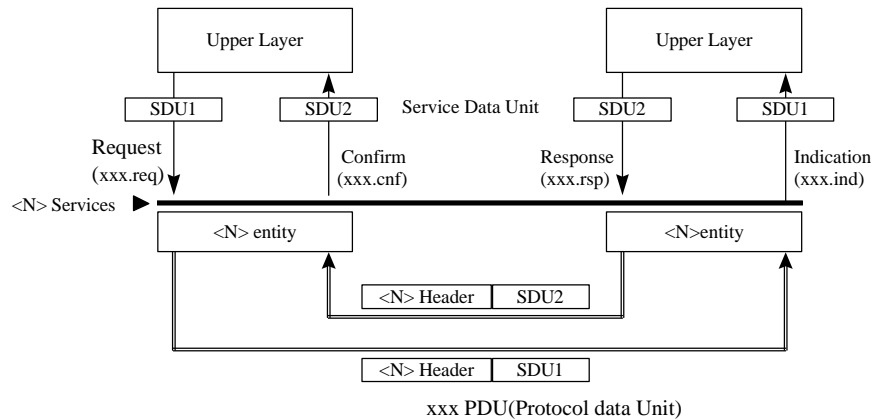 Upper Layer
Upper Layer
SDU1
SDU2
Service Data Unit
SDU2
SDU1
Request
(xxx.req)
Confirm
(xxx.cnf)
Response
(xxx.rsp)
Indication
(xxx.ind)
<N> Services
<N> entity
<N>entity
<N> Header
SDU2
<N> Header
SDU1
xxx PDU(Protocol data Unit)